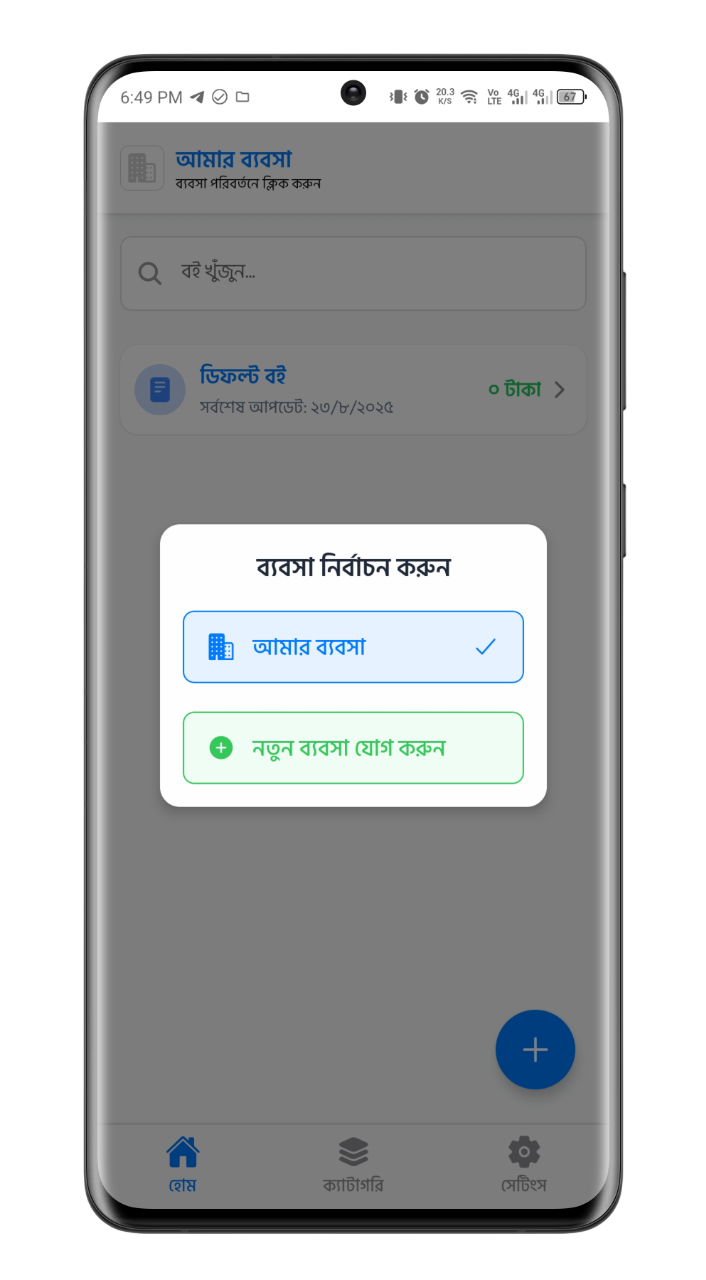 6:49 PM
20.3 K/S
Vo LTE
4G
4G
67
আমার ব্যবসা
ব্যবসা পরিবর্তনে ক্লিক করুন
বই খুঁজুন...
ডিফল্ট বই
০ টাকা
সর্বশেষ আপডেট: ২৩/৮/২০২৫
ব্যবসা নির্বাচন করুন
আমার ব্যবসা
নতুন ব্যবসা যোগ করুন
হোম
ক্যাটাগরি
সেটিংস